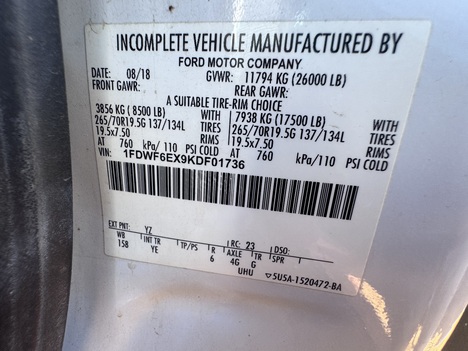 INCOMPLETE VEHICLE MANUFACTURED BY
FORD MOTOR COMPANY
DATE: 08/18 GVWR: 11794 KG (26000 LB)
FRONT GAWR: REAR GAWR:
A SUITABLE TIRE-RIM CHOICE
3856 KG ( 8500 LB) WITH 7938 KG (17500 LB) WITH
265/70R19.5G 137/134L TIRES 265/70R19.5G 137/134L TIRES
19.5x7.50 RIMS 19.5x7.50 RIMS
AT 760 kPa/110 PSI COLD AT 760 kPa/110 PSI COLD
VIN: 1FDWF6EX9KDF01736
EXT PNT: YZ RC: 23 DSO:
WB INT TR TP/PS R AXLE TR SPR
158 YE 6 4G G
UHU ▽5U5A-1520472-BA